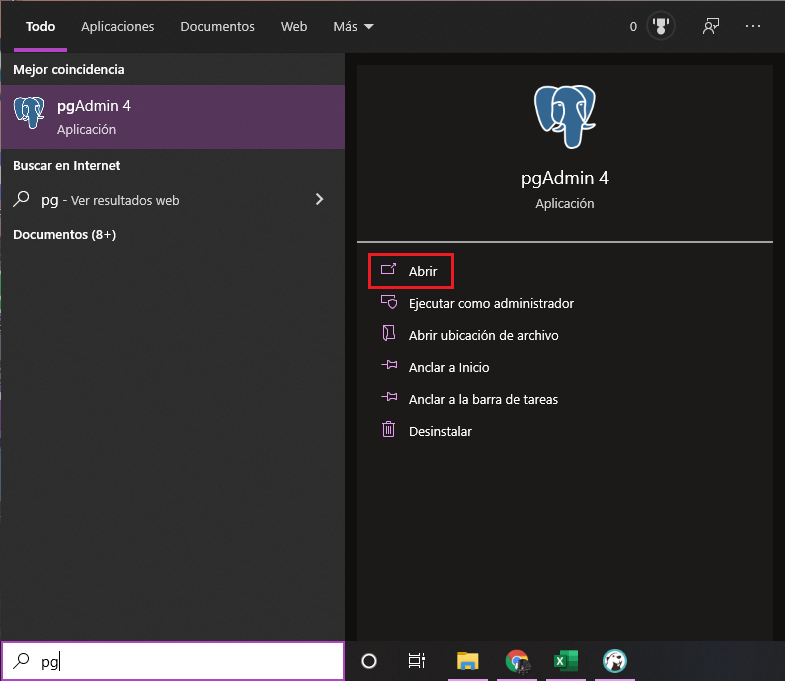 Todo Aplicaciones Documentos Web Más 0
Mejor coincidencia
pgAdmin 4
Aplicación
Buscar en Internet
pg - Ver resultados web
Documentos (8+)
pgAdmin 4
Aplicación
Abrir
Ejecutar como administrador
Abrir ubicación de archivo
Anclar a Inicio
Anclar a la barra de tareas
Desinstalar
pg